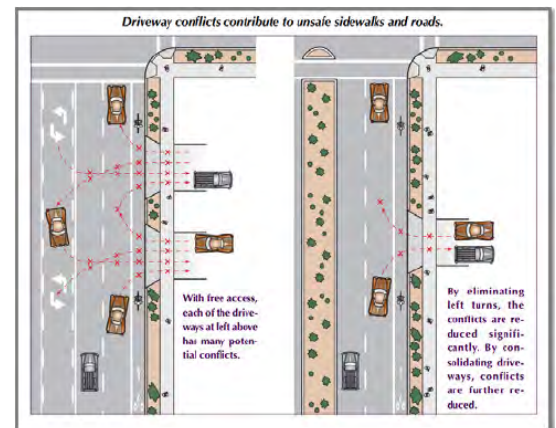 Driveway conflicts contribute to unsafe sidewalks and roads.
With free access,
each of the drive-
ways at left above
has many poten-
tial conflicts.
By eliminating
left turns, the
conflicts are re-
duced signifi-
cantly. By con-
solidating drive-
ways, conflicts
are further re-
duced.